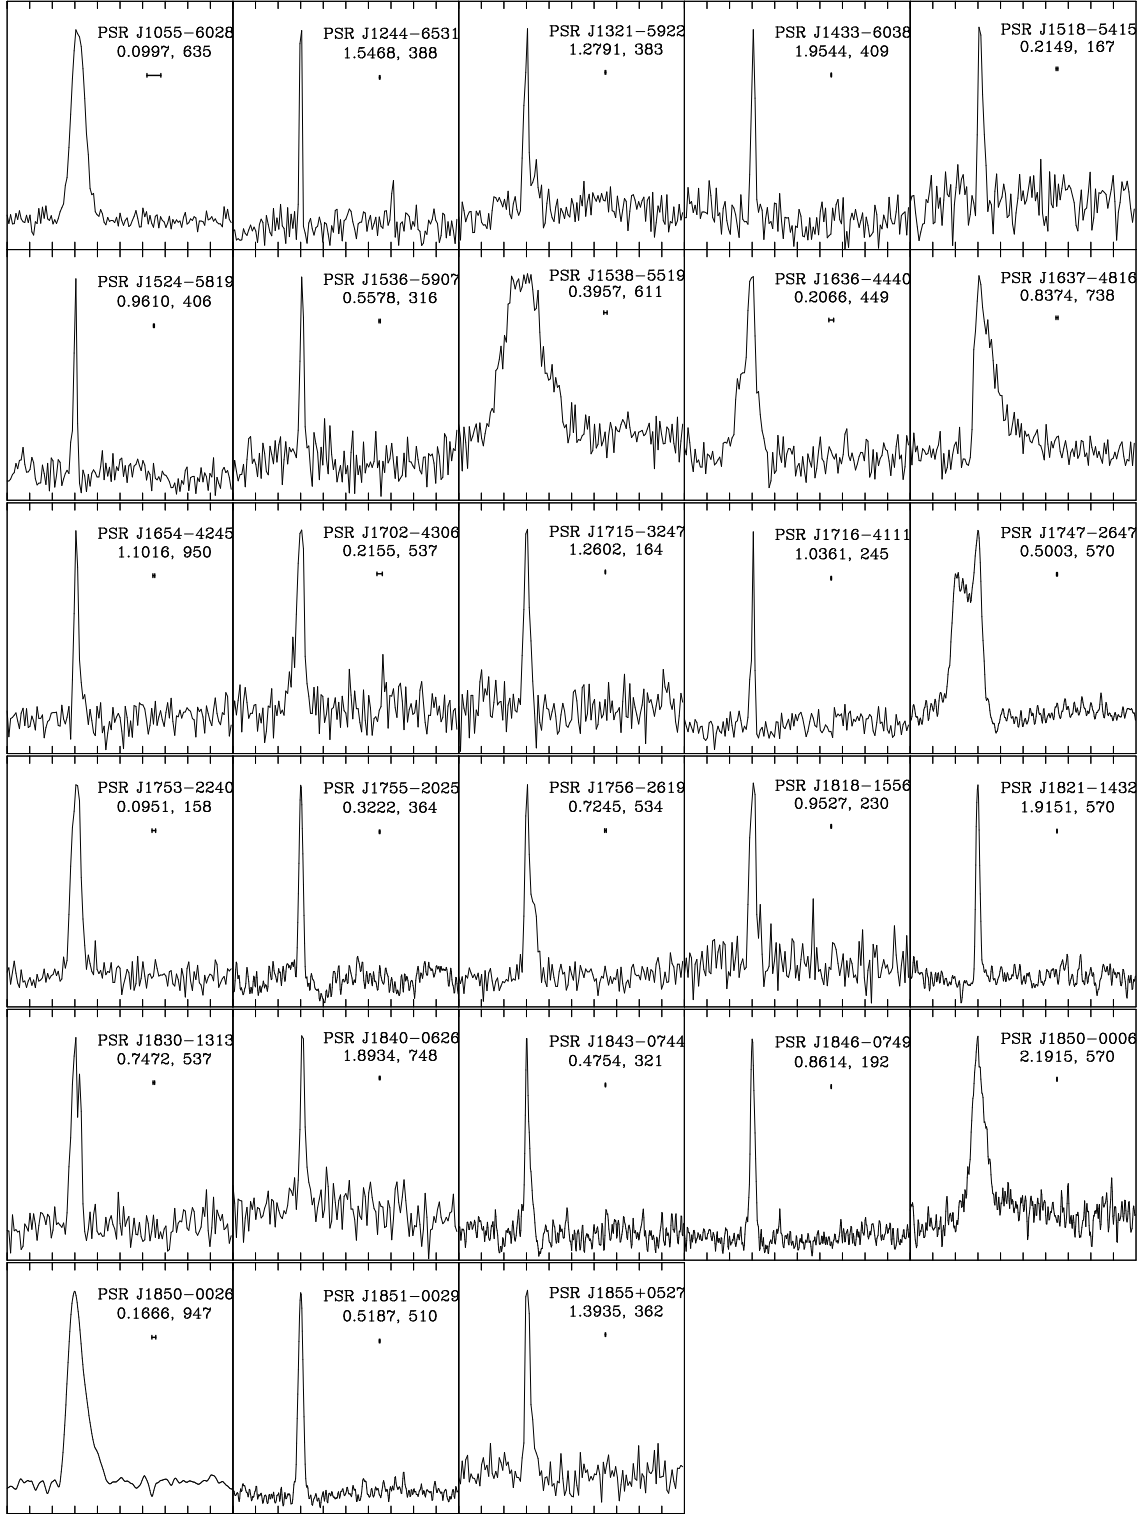 PSR J1055−6028
0.0997, 635
PSR J1244−6531
1.5468, 388
PSR J1321−5922
1.2791, 383
PSR J1433−6038
1.9544, 409
PSR J1518−5415
0.2149, 167
PSR J1524−5819
0.9610, 406
PSR J1536−5907
0.5578, 316
PSR J1538−5519
0.3957, 611
PSR J1636−4440
0.2066, 449
PSR J1637−4816
0.8374, 738
PSR J1654−4245
1.1016, 950
PSR J1702−4306
0.2155, 537
PSR J1715−3247
1.2602, 164
PSR J1716−4111
1.0361, 245
PSR J1747−2647
0.5003, 570
PSR J1753−2240
0.0951, 158
PSR J1755−2025
0.3222, 364
PSR J1756−2619
0.7245, 534
PSR J1818−1556
0.9527, 230
PSR J1821−1432
1.9151, 570
PSR J1830−1313
0.7472, 537
PSR J1840−0626
1.8934, 748
PSR J1843−0744
0.4754, 321
PSR J1846−0749
0.8614, 192
PSR J1850−0006
2.1915, 570
PSR J1850−0026
0.1666, 947
PSR J1851−0029
0.5187, 510
PSR J1855+0527
1.3935, 362